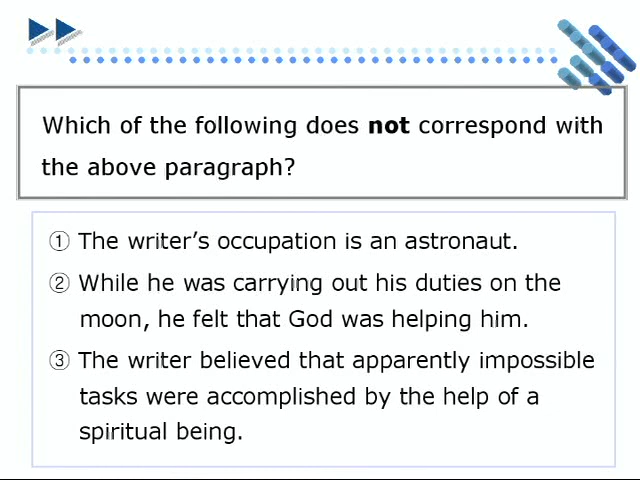 Which of the following does not correspond with
the above paragraph?
① The writer’s occupation is an astronaut.
② While he was carrying out his duties on the
moon, he felt that God was helping him.
③ The writer believed that apparently impossible
tasks were accomplished by the help of a
spiritual being.